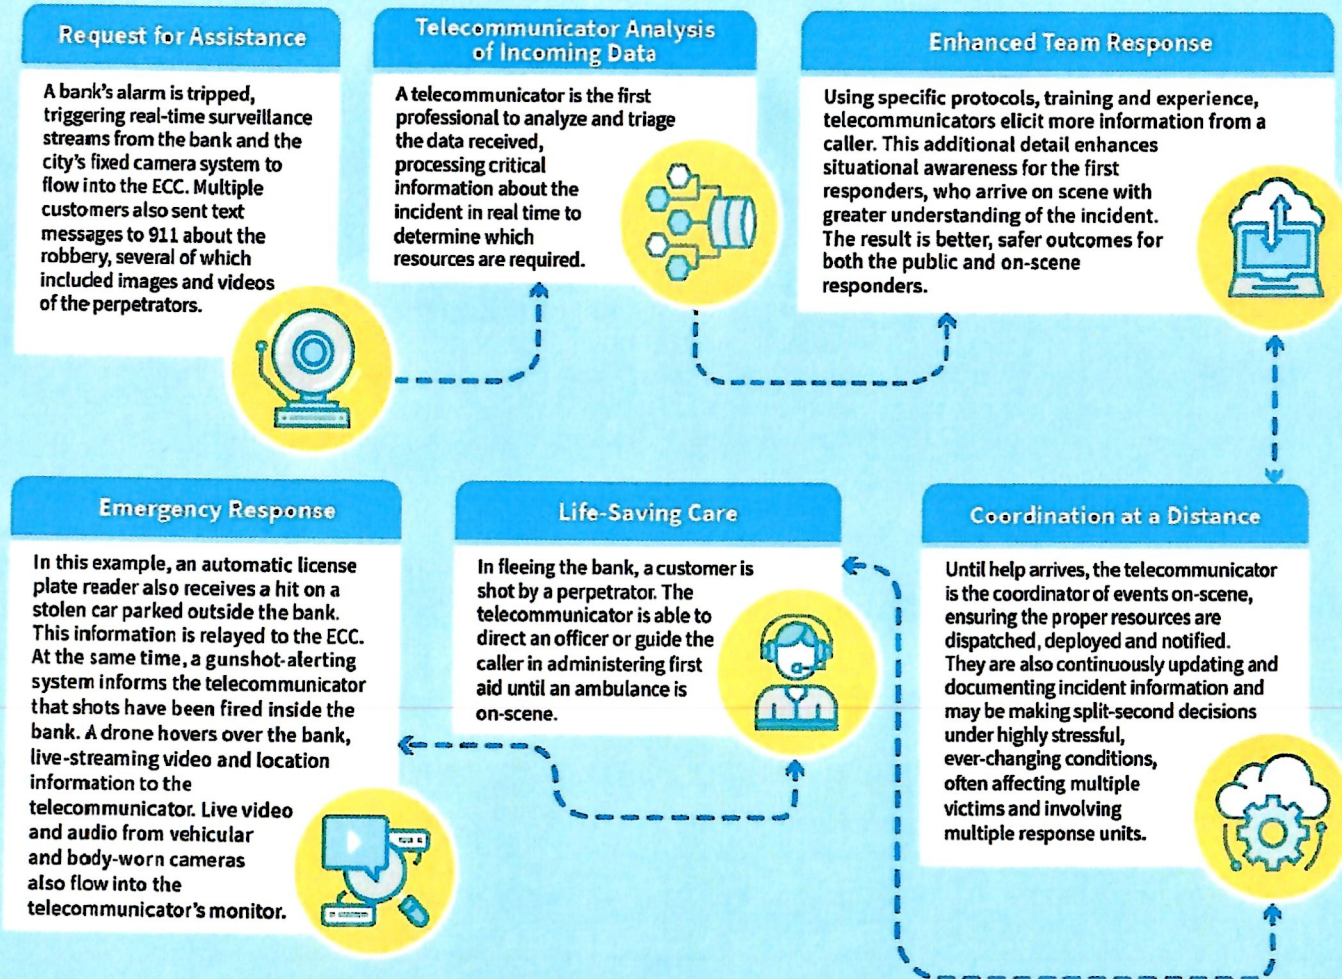 Request for Assistance
A bank's alarm is tripped,
triggering real-time surveillance
streams from the bank and the
city's fixed camera system to
flow into the ECC. Multiple
customers also sent text
messages to 911 about the
robbery, several of which
included images and videos
of the perpetrators.
Telecommunicator Analysis
of Incoming Data
A telecommunicator is the first
professional to analyze and triage
the data received,
processing critical
information about the
incident in real time to
determine which
resources are required.
Enhanced Team Response
Using specific protocols, training and experience,
telecommunicators elicit more information from a
caller. This additional detail enhances
situational awareness for the first
responders, who arrive on scene with
greater understanding of the incident.
The result is better, safer outcomes for
both the public and on-scene
responders.
Emergency Response
In this example, an automatic license
plate reader also receives a hit on a
stolen car parked outside the bank.
This information is relayed to the ECC.
At the same time, a gunshot-alerting
system informs the telecommunicator
that shots have been fired inside the
bank. A drone hovers over the bank,
live-streaming video and location
information to the
telecommunicator. Live video
and audio from vehicular
and body-worn cameras
also flow into the
telecommunicator's monitor.
Life-Saving Care
In fleeing the bank, a customer is
shot by a perpetrator. The
telecommunicator is able to
direct an officer or guide the
caller in administering first
aid until an ambulance is
on-scene.
Coordination at a Distance
Until help arrives, the telecommunicator
is the coordinator of events on-scene,
ensuring the proper resources are
dispatched, deployed and notified.
They are also continuously updating and
documenting incident information and
may be making split-second decisions
under highly stressful,
ever-changing conditions,
often affecting multiple
victims and involving
multiple response units.